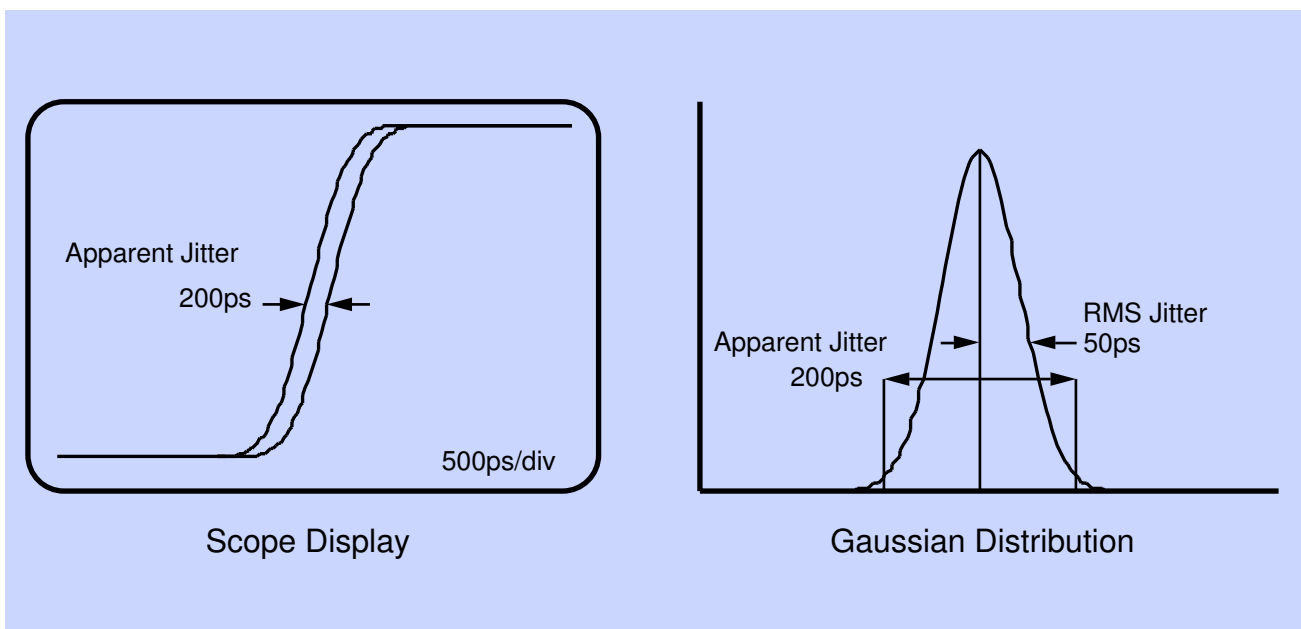 Apparent Jitter
200ps
500ps/div
Scope Display
RMS Jitter
50ps
Apparent Jitter
200ps
Gaussian Distribution